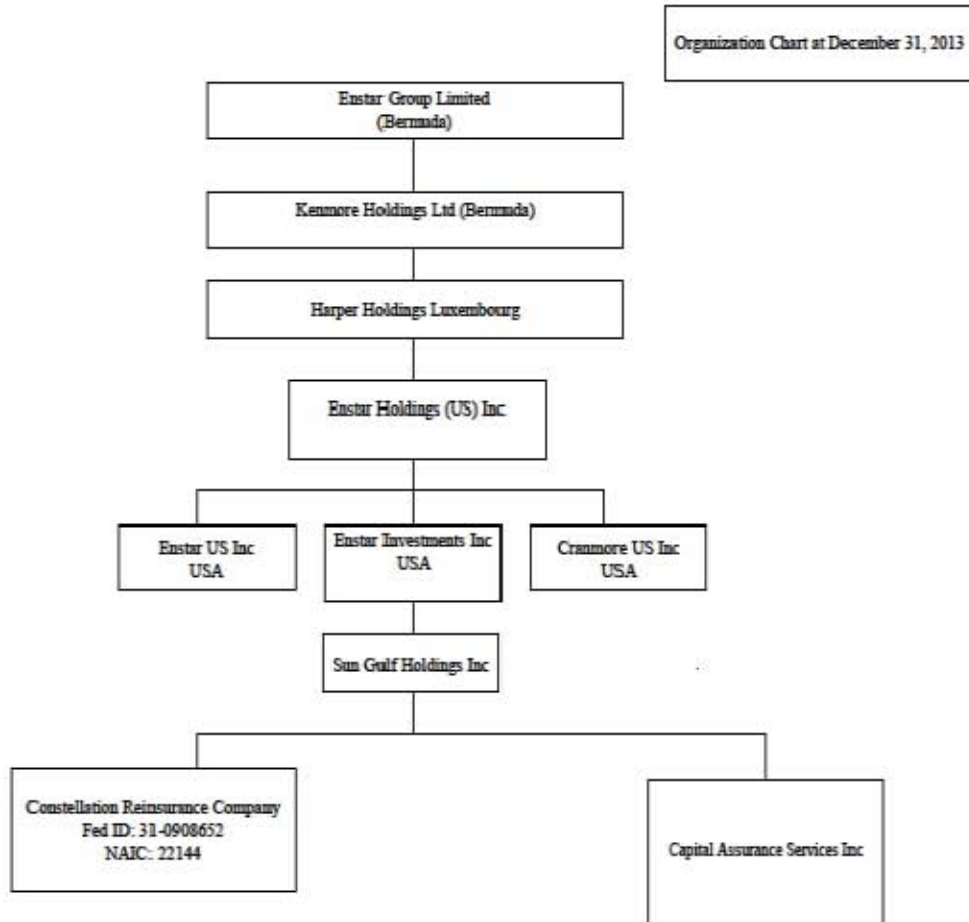 Organization Chart at December 31, 2013
Enstar Group Limited
(Bermuda)
Kenmore Holdings Ltd (Bermuda)
Harper Holdings Luxembourg
Enstar Holdings (US) Inc
Enstar US Inc
USA
Enstar Investments Inc
USA
Cranmore US Inc
USA
Sun Gulf Holdings Inc
Constellation Reinsurance Company
Fed ID: 31-0908652
NAIC: 22144
Capital Assurance Services Inc